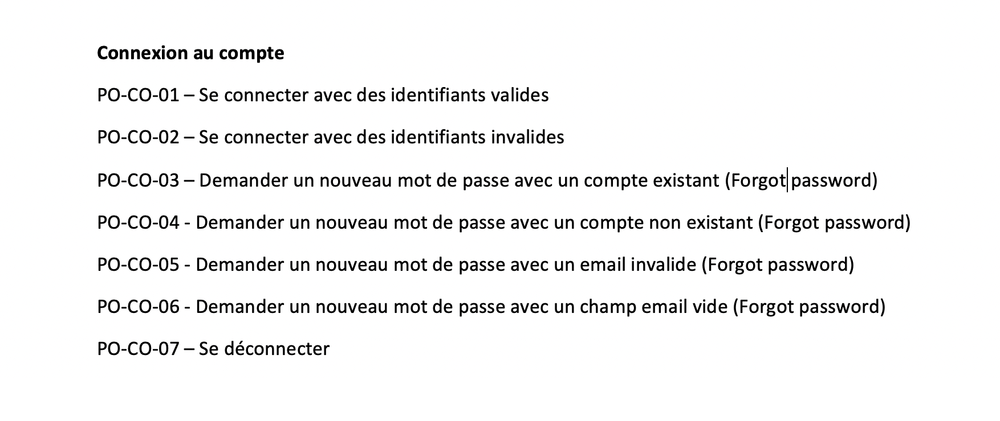 Connexion au compte
PO-CO-01 – Se connecter avec des identifiants valides
PO-CO-02 – Se connecter avec des identifiants invalides
PO-CO-03 – Demander un nouveau mot de passe avec un compte existant (Forgot password)
PO-CO-04 - Demander un nouveau mot de passe avec un compte non existant (Forgot password)
PO-CO-05 - Demander un nouveau mot de passe avec un email invalide (Forgot password)
PO-CO-06 - Demander un nouveau mot de passe avec un champ email vide (Forgot password)
PO-CO-07 – Se déconnecter